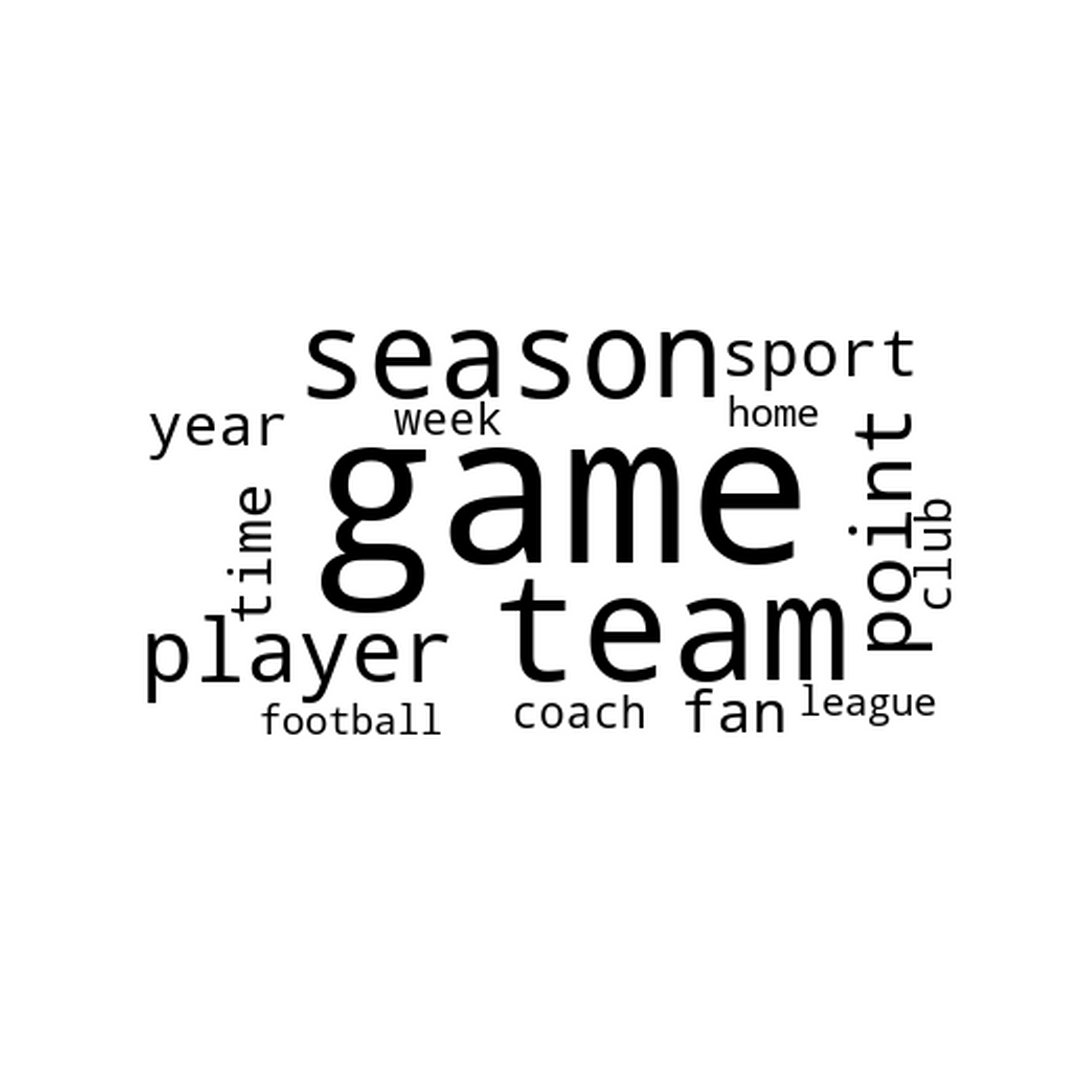 season
sport
year
week
home
game
time
point
club
team
player
football
coach
fan
league